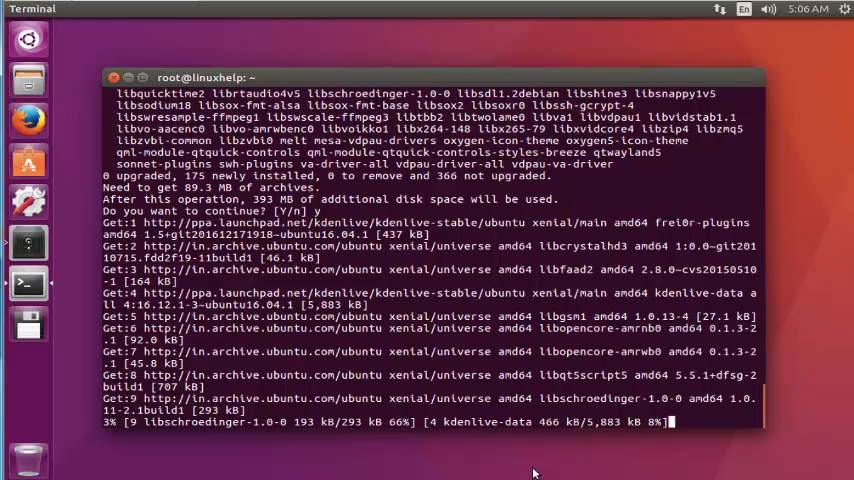 Terminal
En
5:06 AM
root@linuxhelp: ~
libquicktime2 librtaudio4v5 libschroedinger-1.0-0 libsdl1.2debian libshine3 libsnappy1v5
libsodium18 libsox-fmt-alsa libsox-fmt-base libsox2 libsoxr0 libssh-gcrypt-4
libswresample-ffmpeg1 libswscale-ffmpeg3 libtbb2 libtwolame0 libva1 libvdpau1 libvidstab1.1
libvo-aacenc0 libvo-amrwbenc0 libvoikko1 libx264-148 libx265-79 libxvidcore4 libzip4 libzmq5
libzvbi-common libzvbi0 melt mesa-vdpau-drivers oxygen-icon-theme oxygen5-icon-theme
qml-module-qtquick-controls qml-module-qtquick-controls-styles-breeze qtwayland5
sonnet-plugins swh-plugins va-driver-all vdpau-driver-all vdpau-va-driver
0 upgraded, 175 newly installed, 0 to remove and 366 not upgraded.
Need to get 89.3 MB of archives.
After this operation, 393 MB of additional disk space will be used.
Do you want to continue? [Y/n] y
Get:1 http://ppa.launchpad.net/kdenlive/kdenlive-stable/ubuntu xenial/main amd64 frei0r-plugins
amd64 1.5+git201612171918~ubuntu16.04.1 [437 kB]
Get:2 http://in.archive.ubuntu.com/ubuntu xenial/universe amd64 libcrystalhd3 amd64 1:0.0~git201
10715.fdd2f19-11build1 [46.1 kB]
Get:3 http://in.archive.ubuntu.com/ubuntu xenial/universe amd64 libfaad2 amd64 2.8.0~cvs20150510
-1 [164 kB]
Get:4 http://ppa.launchpad.net/kdenlive/kdenlive-stable/ubuntu xenial/main amd64 kdenlive-data a
ll 4:16.12.1-3~ubuntu16.04.1 [5,883 kB]
Get:5 http://in.archive.ubuntu.com/ubuntu xenial/universe amd64 libgsm1 amd64 1.0.13-4 [27.1 kB]
Get:6 http://in.archive.ubuntu.com/ubuntu xenial/universe amd64 libopencore-amrnb0 amd64 0.1.3-2
.1 [92.0 kB]
Get:7 http://in.archive.ubuntu.com/ubuntu xenial/universe amd64 libopencore-amrwb0 amd64 0.1.3-2
.1 [45.8 kB]
Get:8 http://in.archive.ubuntu.com/ubuntu xenial/universe amd64 libqt5script5 amd64 5.5.1+dfsg-2
build1 [707 kB]
Get:9 http://in.archive.ubuntu.com/ubuntu xenial/universe amd64 libschroedinger-1.0-0 amd64 1.0.
11-2.1build1 [293 kB]
3% [9 libschroedinger-1.0-0 193 kB/293 kB 66%] [4 kdenlive-data 466 kB/5,883 kB 8%]